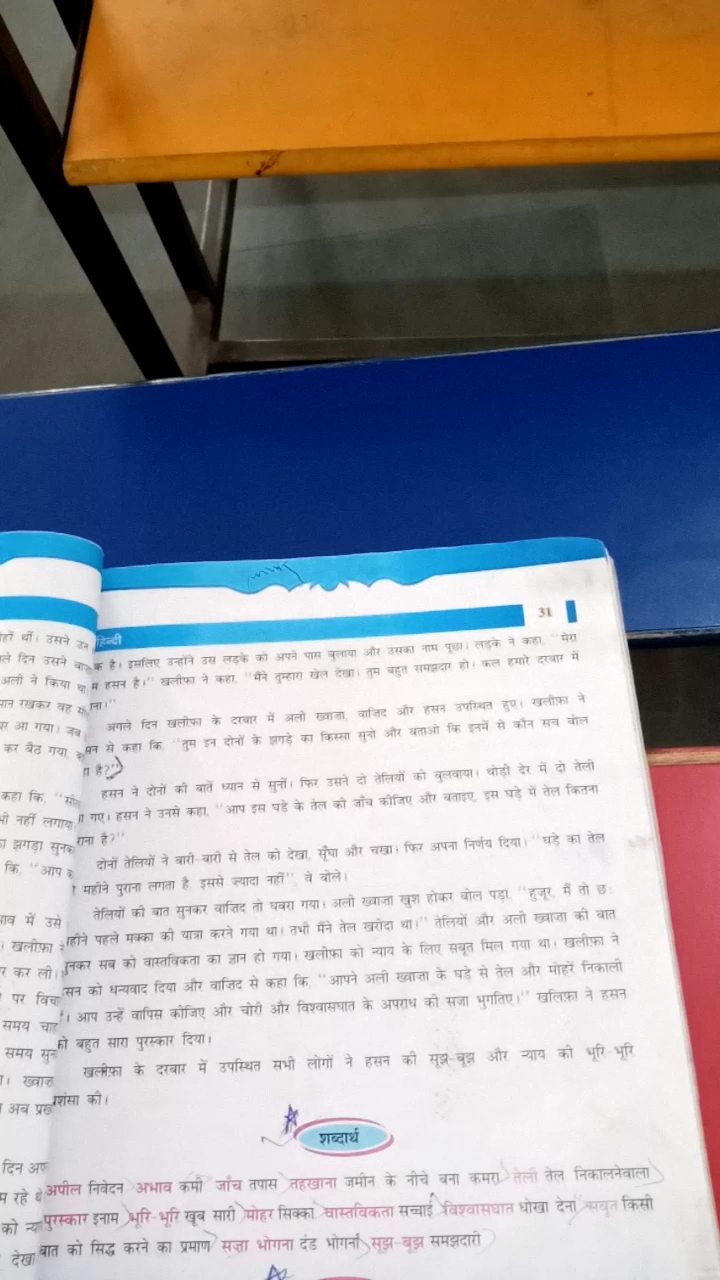 31
हिन्दी
क है। इसलिए उन्होंने उस लड़के को अपने पास बुलाया और उसका नाम पूछा। लड़के ने कहा, "मेरा
म हसन है।" खलीफ़ा ने कहा, "मैंने तुम्हारा खेल देखा। तुम बहुत समझदार हो। कल हमारे दरबार में
ना।"
अगले दिन खलीफ़ा के दरबार में अली ख्वाजा, वाजिद और हसन उपस्थित हुए। खलीफ़ा ने
सन से कहा कि, "तुम इन दोनों के झगड़े का किस्सा सुनो और बताओ कि इनमें से कौन सच बोल
ा है?"
हसन ने दोनों की बातें ध्यान से सुनीं। फिर उसने दो तेलियों को बुलवाया। थोड़ी देर में दो तेली
गए। हसन ने उनसे कहा, "आप इस घड़े के तेल की जाँच कीजिए और बताइए, इस घड़े में तेल कितना
राना है?"
दोनों तेलियों ने बारी-बारी से तेल को देखा, सूँघा और चखा। फिर अपना निर्णय दिया। "घड़े का तेल
महीने पुराना लगता है, इससे ज्यादा नहीं", वे बोले।
तेलियों की बात सुनकर वाजिद तो घबरा गया। अली ख्वाजा खुश होकर बोल पड़ा, "हुजूर, मैं तो छः
हीने पहले मक्का की यात्रा करने गया था। तभी मैंने तेल खरीदा था।" तेलियों और अली ख्वाजा की बात
नकर सब को वास्तविकता का ज्ञान हो गया। खलीफ़ा को न्याय के लिए सबूत मिल गया था। खलीफ़ा ने
सन को धन्यवाद दिया और वाजिद से कहा कि, "आपने अली ख्वाजा के घड़े से तेल और मोहरें निकाली
। आप उन्हें वापिस कीजिए और चोरी और विश्वासघात के अपराध की सजा भुगतिए।" खलिफ़ा ने हसन
को बहुत सारा पुरस्कार दिया।
खलीफ़ा के दरबार में उपस्थित सभी लोगों ने हसन की सूझ-बूझ और न्याय की भूरि-भूरि
शंसा की।
शब्दार्थ
अपील निवेदन अभाव कमी जाँच तपास तहखाना जमीन के नीचे बना कमरा तेली तेल निकालनेवाला
पुरस्कार इनाम भूरि-भूरि खूब सारी मोहर सिक्का वास्तविकता सच्चाई विश्वासघात धोखा देना सबूत किसी
बात को सिद्ध करने का प्रमाण सज़ा भोगना दंड भोगना सूझ-बूझ समझदारी